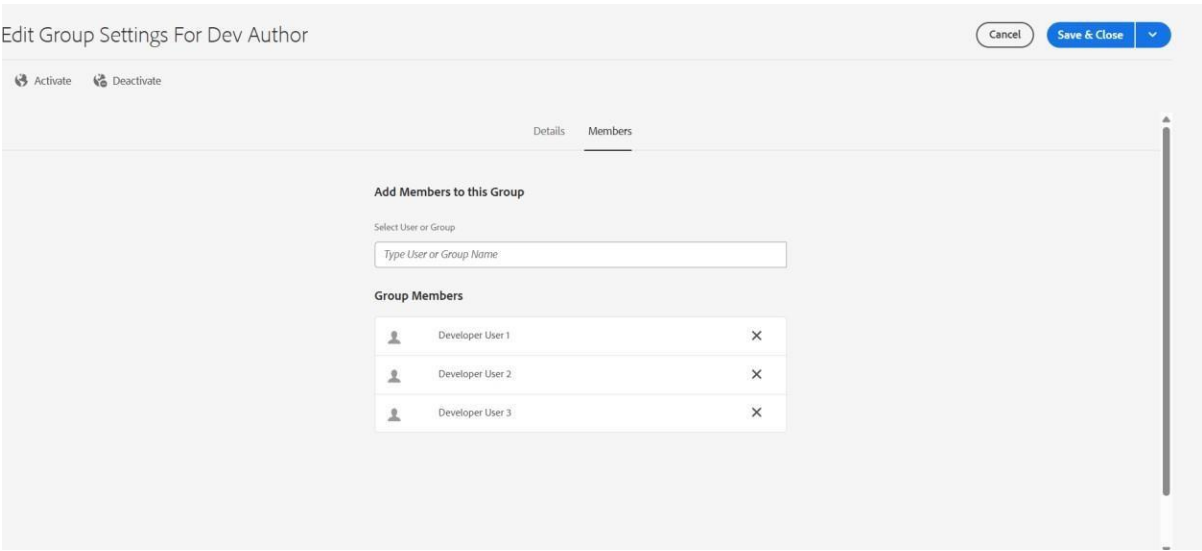 Edit Group Settings For Dev Author
Cancel
Save & Close
Activate
Deactivate
Details
Members
Add Members to this Group
Select User or Group
Type User or Group Name
Group Members
Developer User 1
Developer User 2
Developer User 3